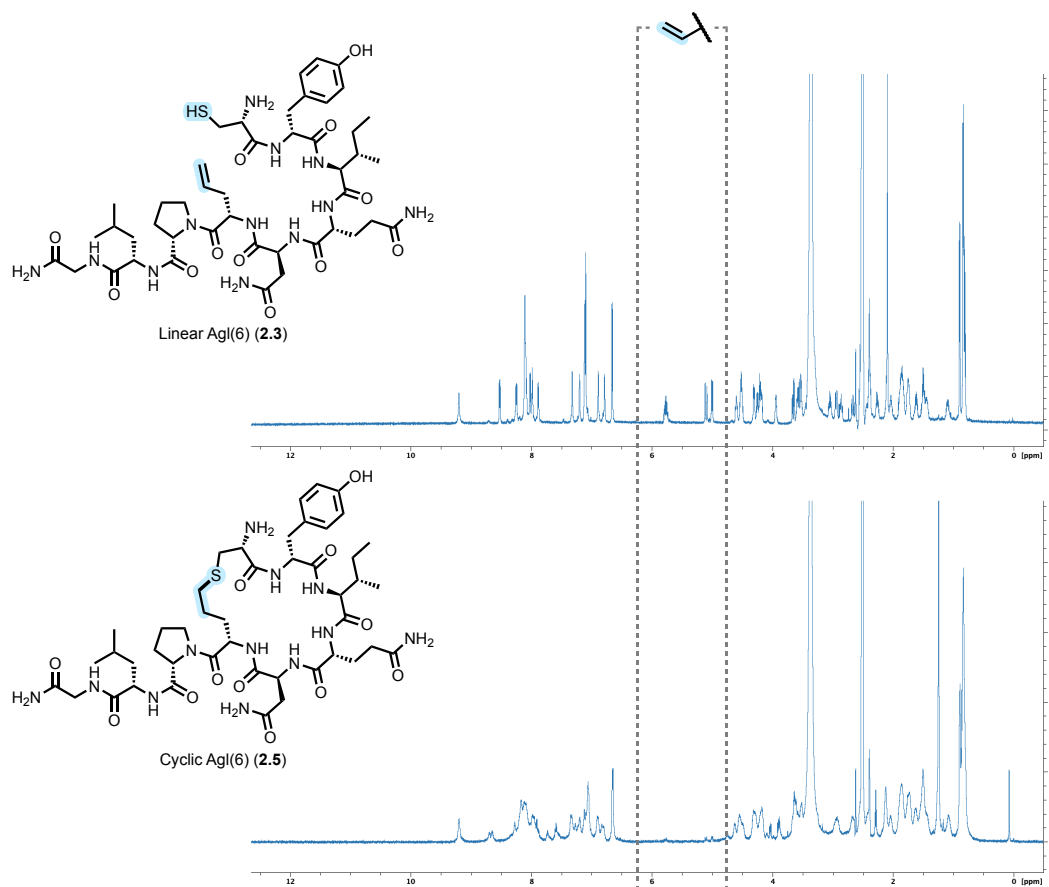 OH
HS NH₂
O
O N H HN
O
HN NH₂
O N O NH H N
O H N O O O
H₂N N H O H₂N
O O
Linear Agl(6) (2.3)
12 10 8 6 4 2 0 [ppm]
OH
NH₂
O
S O N H HN
O
HN NH₂
O N O NH H N
O H N O O O
H₂N N H O H₂N
O O
Cyclic Agl(6) (2.5)
12 10 8 6 4 2 0 [ppm]